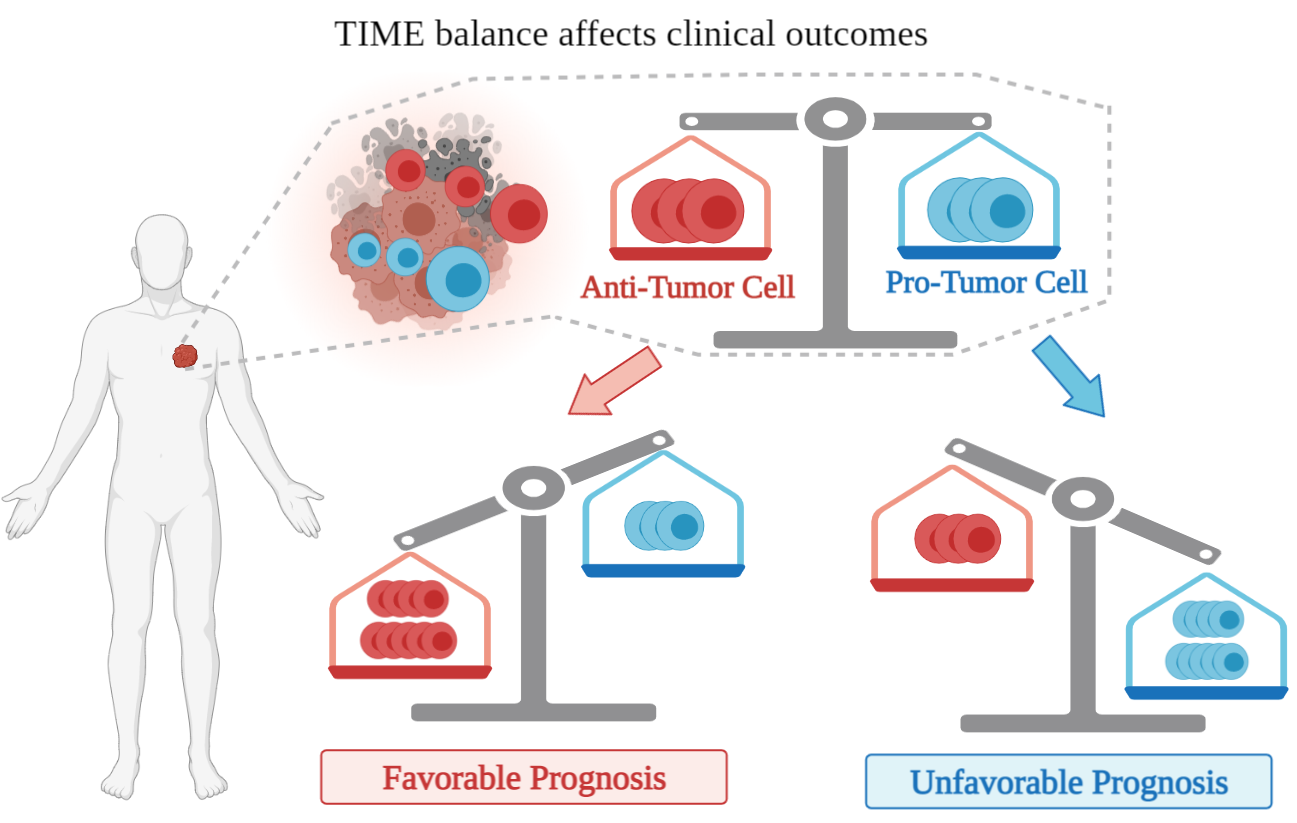 TIME balance affects clinical outcomes
Anti-Tumor Cell
Pro-Tumor Cell
Favorable Prognosis
Unfavorable Prognosis